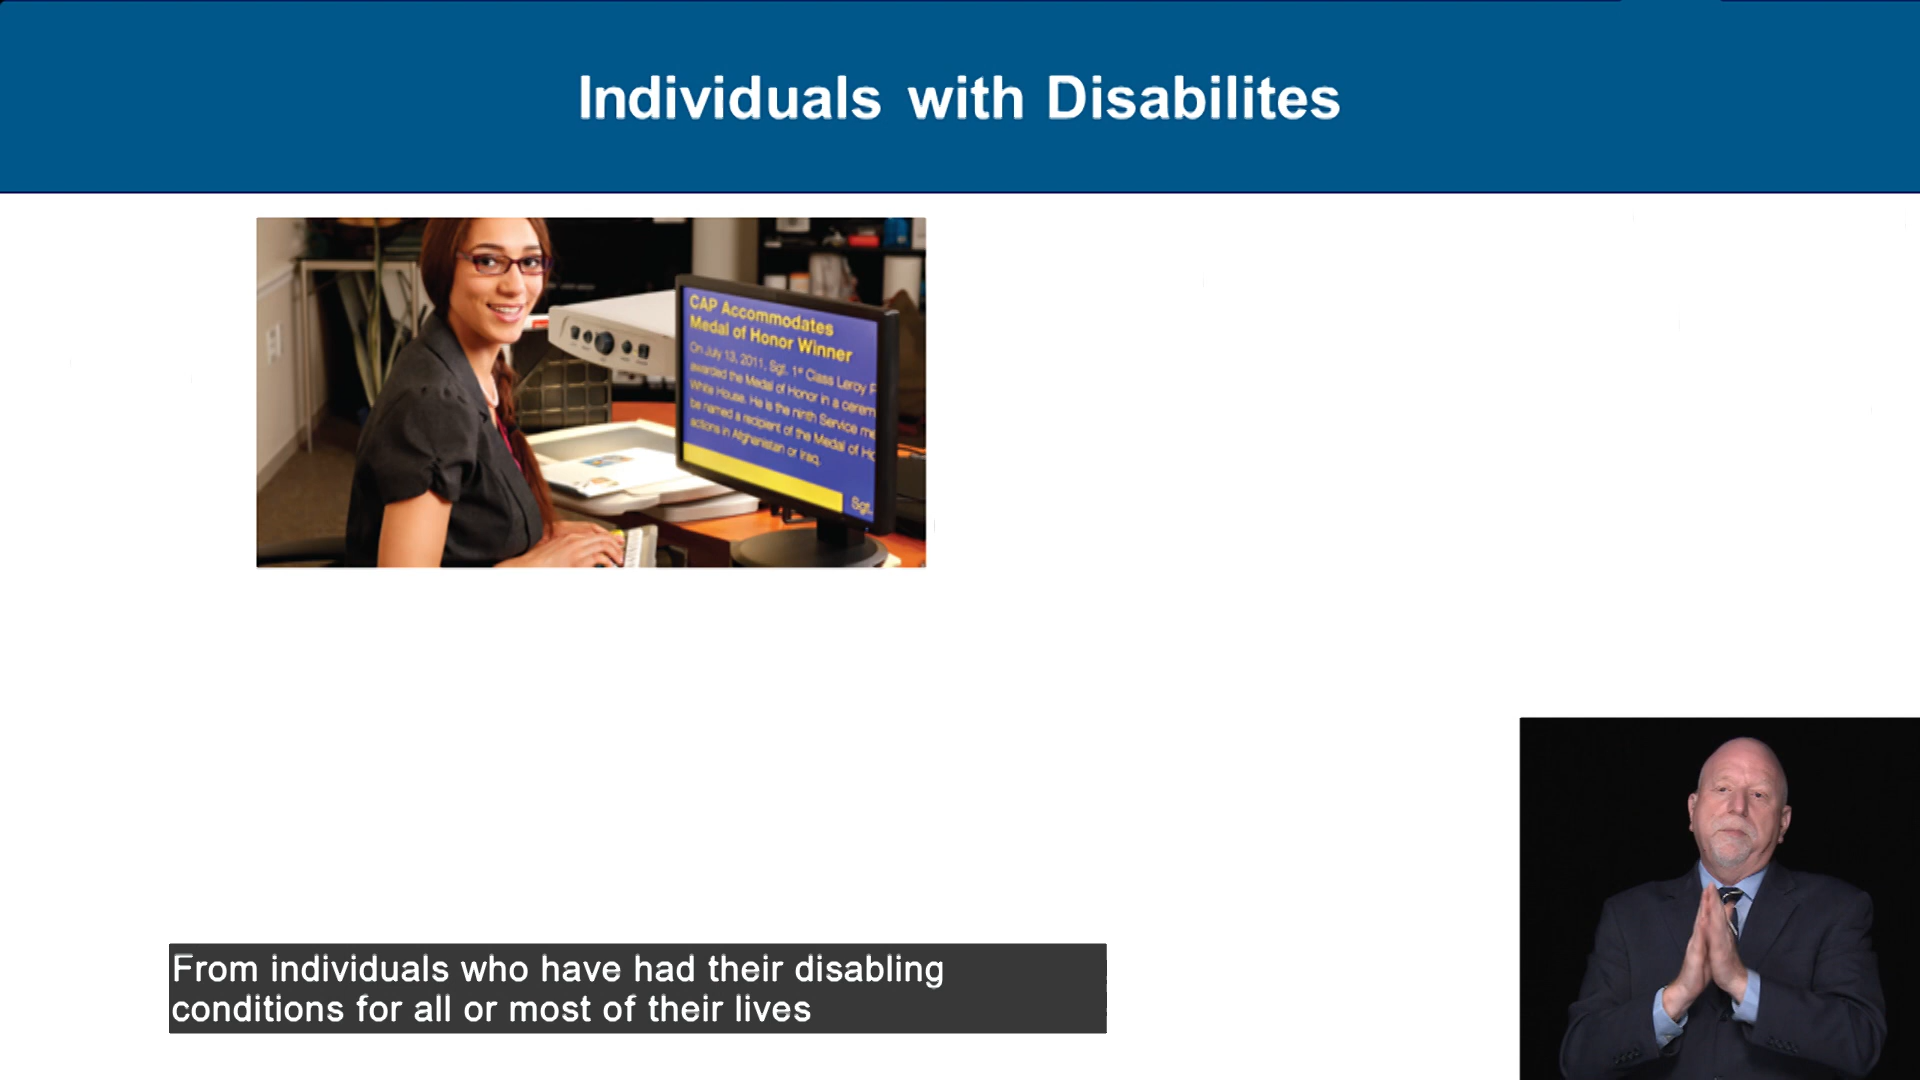 Individuals with Disabilites
CAP Accommodates
Medal of Honor Winner
On July 13, 2011, Sgt. 1st Class Leroy P
awarded the Medal of Honor in a cerem
White House. He is the ninth Service me
be named a recipient of the Medal of Ho
actions in Afghanistan or Iraq.
Sgt.
From individuals who have had their disabling
conditions for all or most of their lives